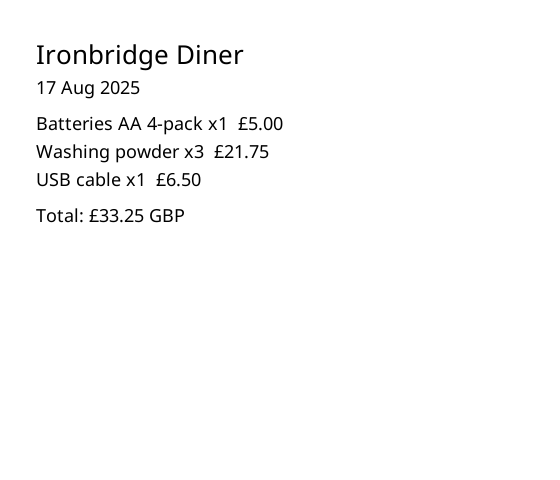 Ironbridge Diner
17 Aug 2025
Batteries AA 4-pack x1  £5.00
Washing powder x3  £21.75
USB cable x1  £6.50
Total: £33.25 GBP